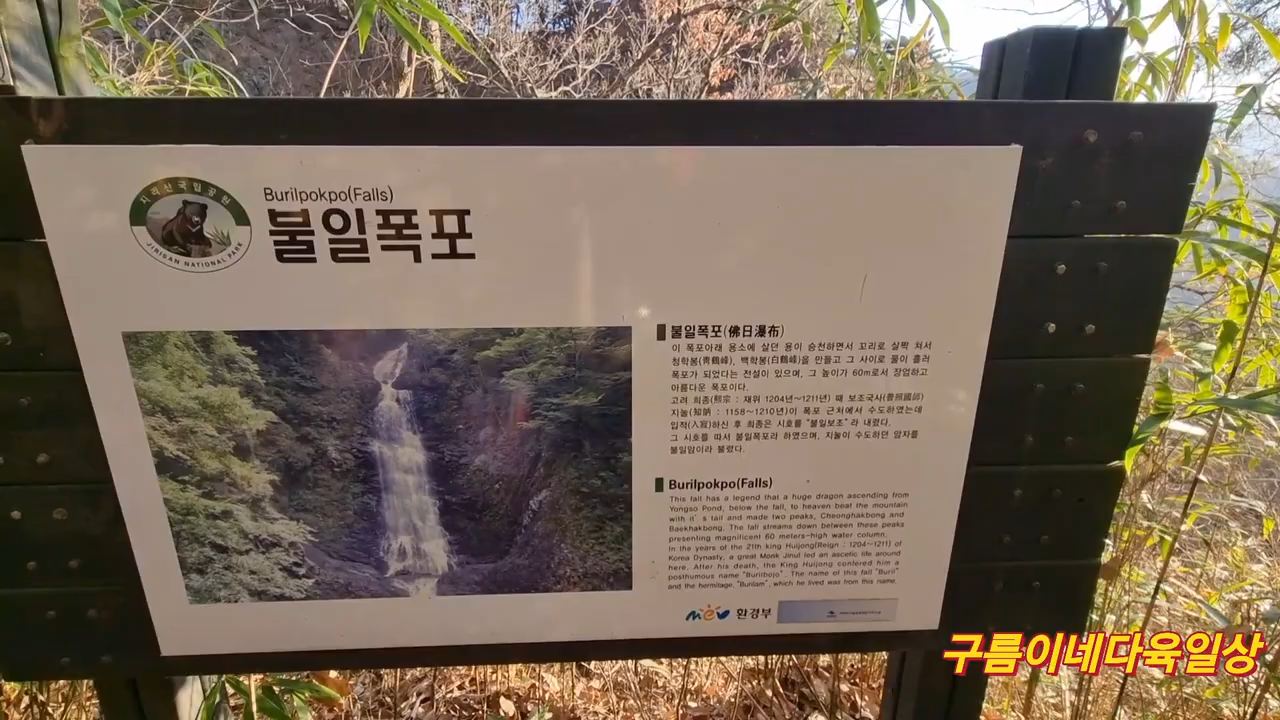 지리산국립공원
JIRISAN NATIONAL PARK
Burilpokpo(Falls)
불일폭포
불일폭포(佛日瀑布)
이 폭포아래 용소에 살던 용이 승천하면서 꼬리로 살짝 쳐서
청학봉(靑鶴峰), 백학봉(白鶴峰)을 만들고 그 사이로 물이 흘러
폭포가 되었다는 전설이 있으며, 그 높이가 60m로서 장엄하고
아름다운 폭포이다.
고려 희종(熙宗 : 재위 1204년~1211년) 때 보조국사(普照國師)
지눌(知訥 : 1158~1210년)이 폭포 근처에서 수도하였는데
입적(入寂)하신 후 희종은 시호를 "불일보조" 라 내렸다.
그 시호를 따서 불일폭포라 하였으며, 지눌이 수도하던 암자를
불일암이라 불렀다.
Burilpokpo(Falls)
This fall has a legend that a huge dragon ascending from
Yongso Pond, below the fall, to heaven beat the mountain
with it's tail and made two peaks, Cheonghakbong and
Baekhakbong. The fall streams down between these peaks
presenting magnificent 60 meters-high water column.
In the years of the 21th king Huijong(Reign : 1204~1211) of
Korea Dynasty, a great Monk Jinul led an ascetic life around
here. After his death, the King Huijong confered him a
posthumous name "Burilbojo". The name of this fall "Buril"
and the hermitage, "Burilam", which he lived was from this name.
mev 환경부
구름이네다육일상